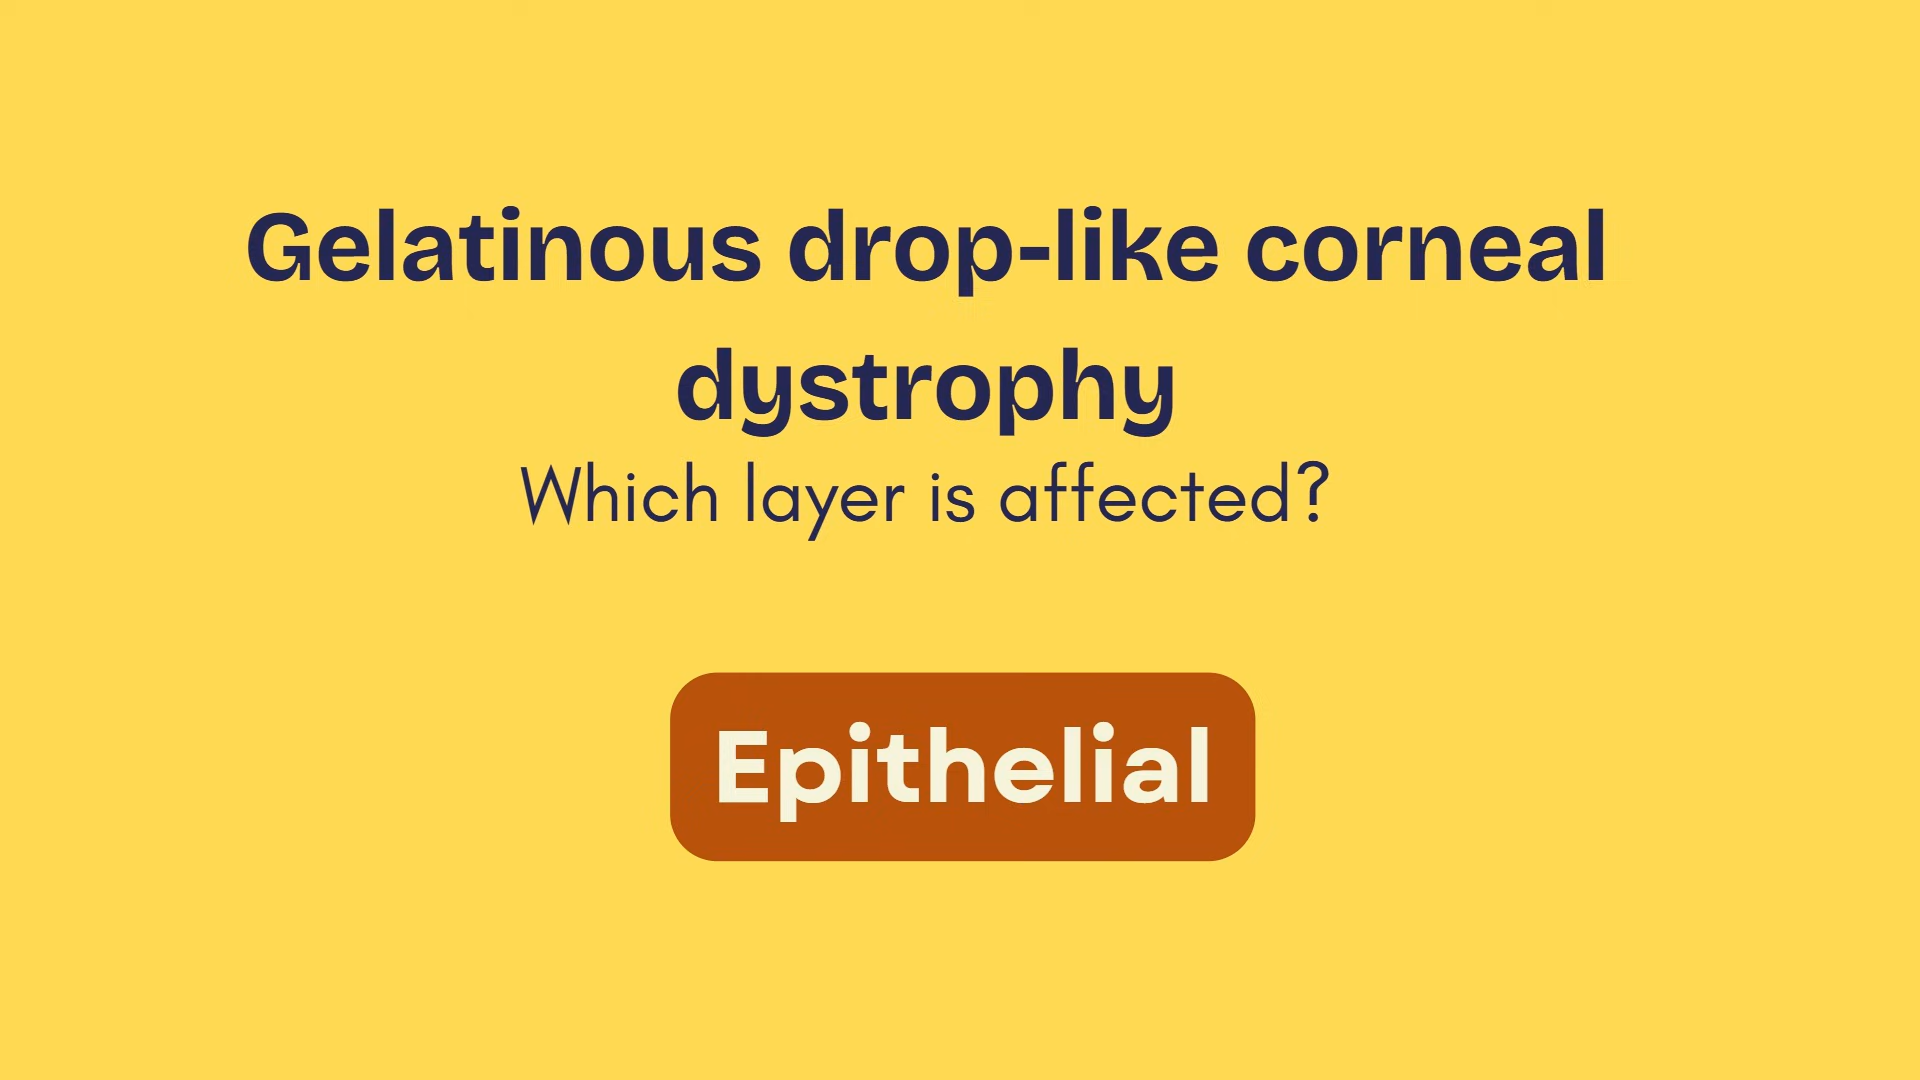 Gelatinous drop-like corneal
dystrophy
Which layer is affected?
Epithelial